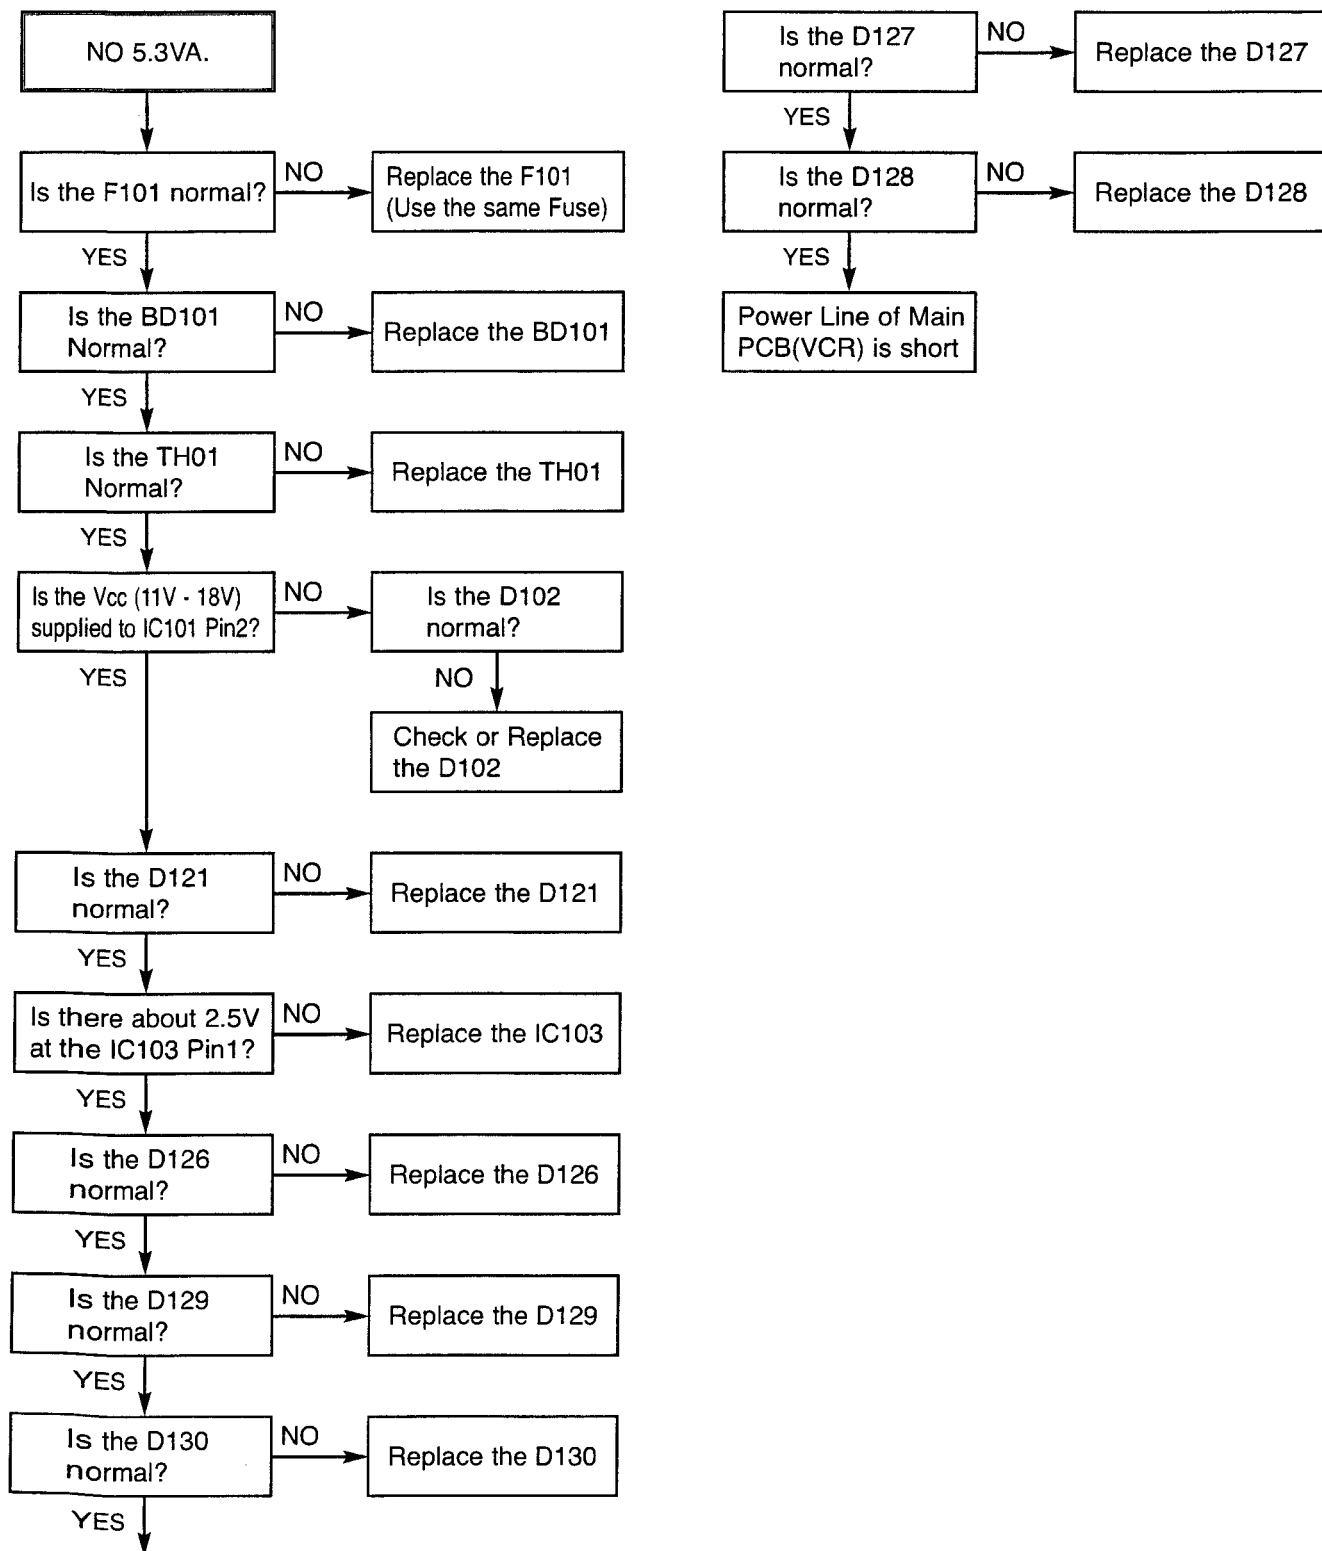 NO 5.3VA.
Is the F101 normal?
NO
Replace the F101
(Use the same Fuse)
YES
Is the BD101
Normal?
NO
Replace the BD101
YES
Is the TH01
Normal?
NO
Replace the TH01
YES
Is the Vcc (11V - 18V)
supplied to IC101 Pin2?
NO
Is the D102
normal?
NO
Check or Replace
the D102
YES
Is the D121
normal?
NO
Replace the D121
YES
Is there about 2.5V
at the IC103 Pin1?
NO
Replace the IC103
YES
Is the D126
normal?
NO
Replace the D126
YES
Is the D129
normal?
NO
Replace the D129
YES
Is the D130
normal?
NO
Replace the D130
YES
Is the D127
normal?
NO
Replace the D127
YES
Is the D128
normal?
NO
Replace the D128
YES
Power Line of Main
PCB(VCR) is short